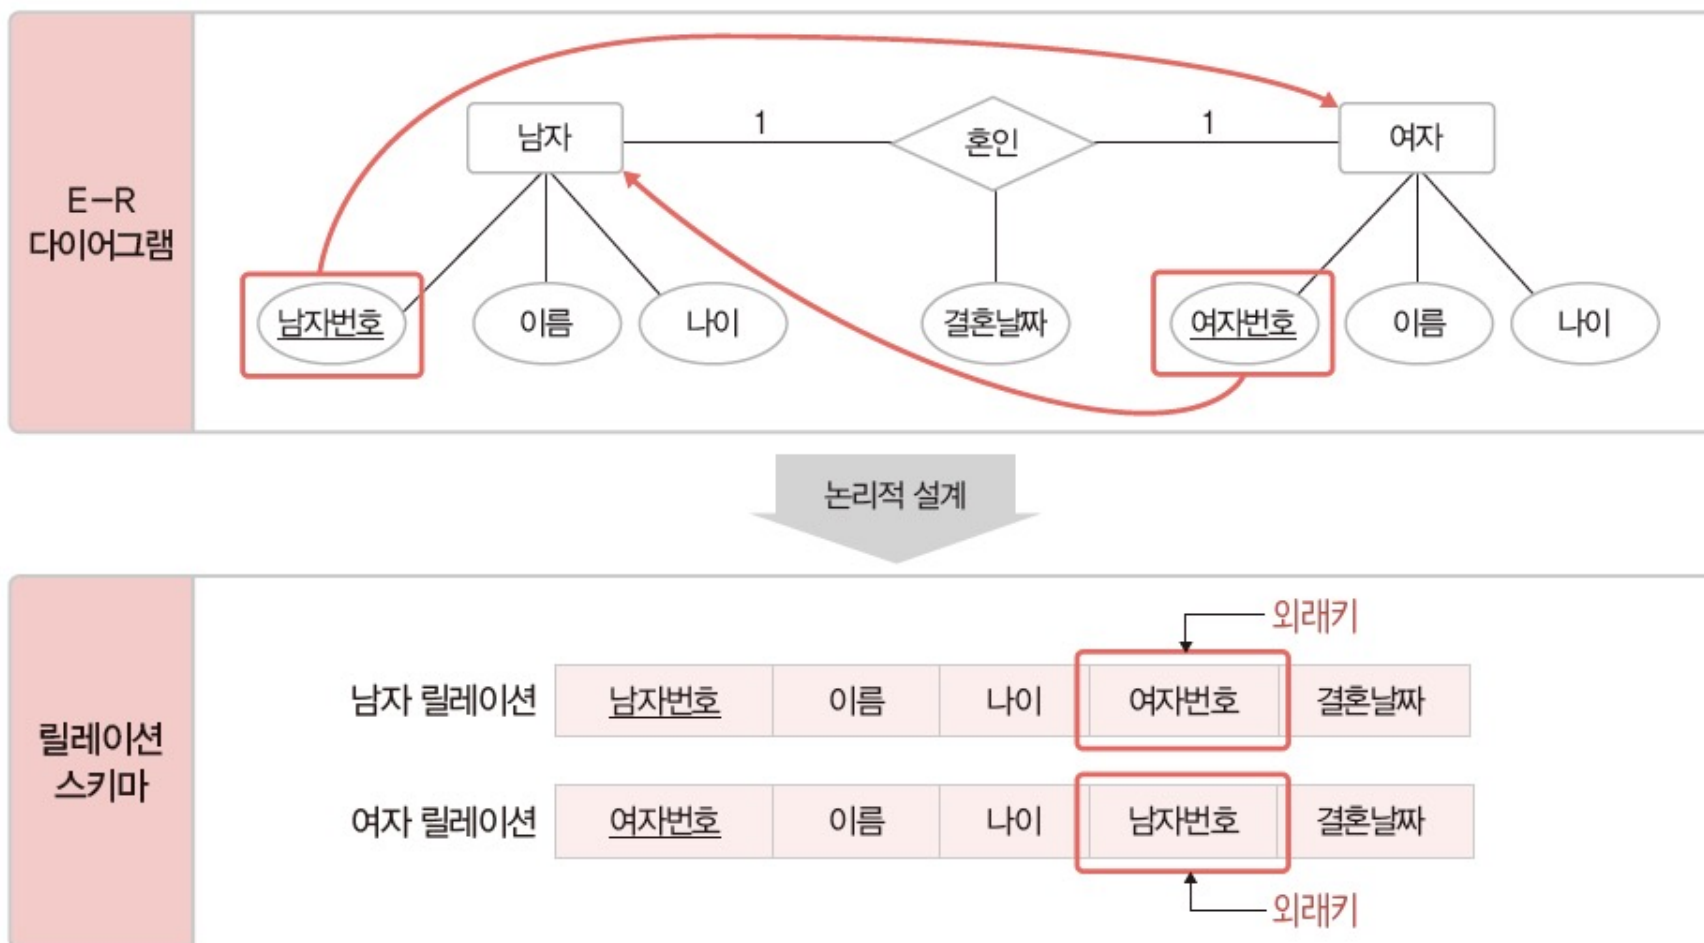 E-R
다이어그램
남자
1
혼인
1
여자
남자번호
이름
나이
결혼날짜
여자번호
이름
나이
논리적 설계
릴레이션
스키마
외래키
남자 릴레이션
남자번호
이름
나이
여자번호
결혼날짜
여자 릴레이션
여자번호
이름
나이
남자번호
결혼날짜
외래키